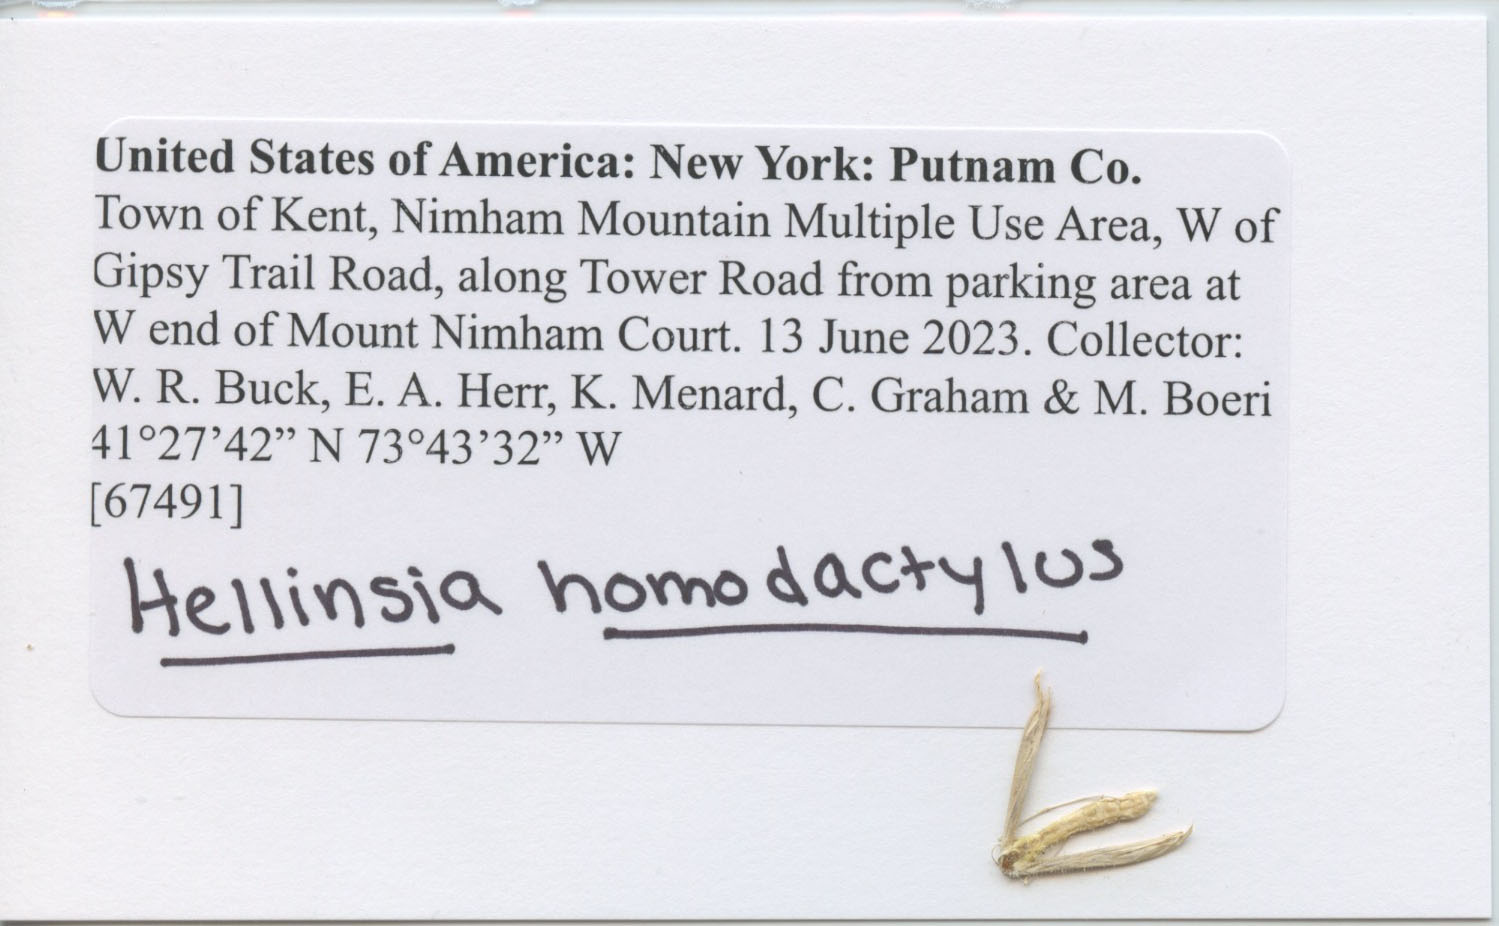 United States of America: New York: Putnam Co.
Town of Kent, Nimham Mountain Multiple Use Area, W of
Gipsy Trail Road, along Tower Road from parking area at
W end of Mount Nimham Court. 13 June 2023. Collector:
W. R. Buck, E. A. Herr, K. Menard, C. Graham & M. Boeri
41°27’42” N 73°43’32” W
[67491]
Hellinsia homodactylus